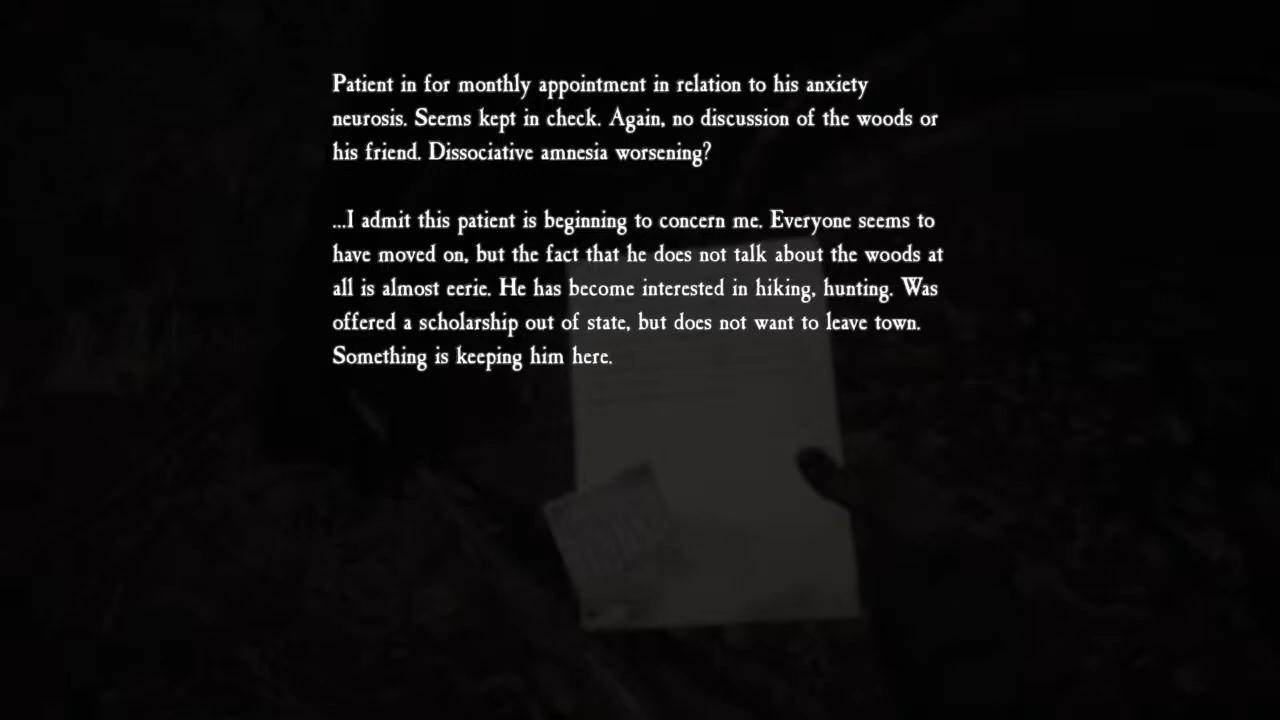 Patient in for monthly appointment in relation to his anxiety
neurosis. Seems kept in check. Again, no discussion of the woods or
his friend. Dissociative amnesia worsening?
...I admit this patient is beginning to concern me. Everyone seems to
have moved on, but the fact that he does not talk about the woods at
all is almost eerie. He has become interested in hiking, hunting. Was
offered a scholarship out of state, but does not want to leave town.
Something is keeping him here.